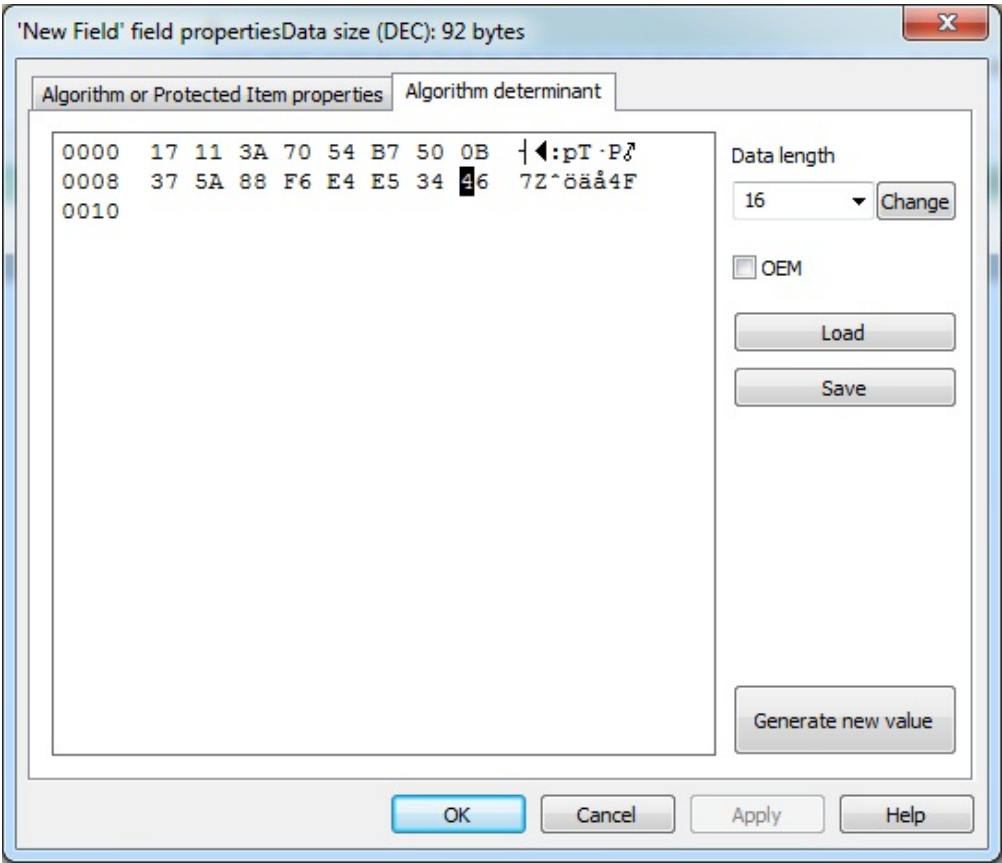 'New Field' field propertiesData size (DEC): 92 bytes
Algorithm or Protected Item properties
Algorithm determinant
0000 17 11 3A 70 54 B7 50 0B ┤◄:pT·P♂
0008 37 5A 88 F6 E4 E5 34 46 7Zˆöäå4F
0010
Data length
16
Change
OEM
Load
Save
Generate new value
OK
Cancel
Apply
Help